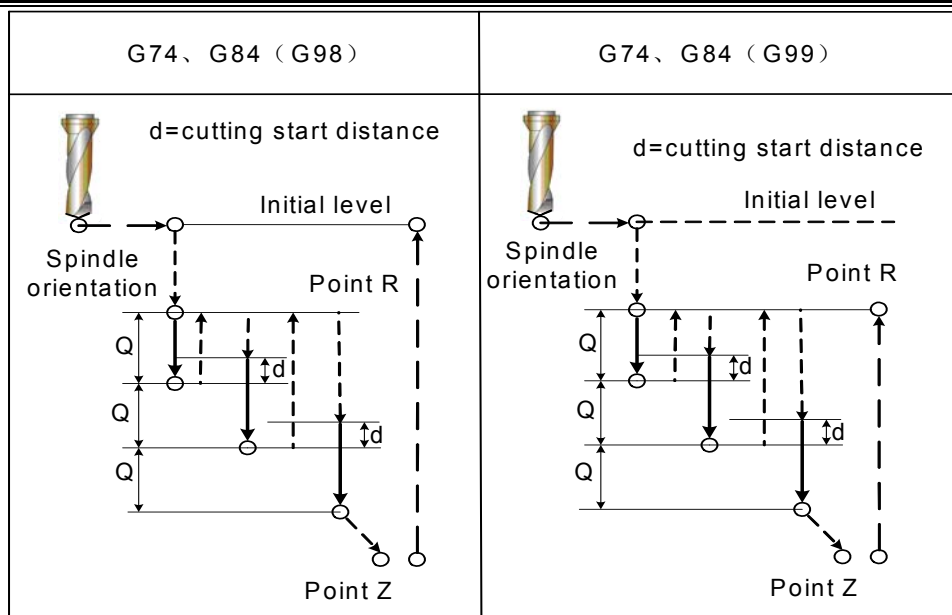 G74、G84（G98）
d=cutting start distance
Initial level
Spindle
orientation
Point R
Q
d
Q
d
Q
Point Z
G74、G84（G99）
d=cutting start distance
Initial level
Spindle
orientation
Point R
Q
d
Q
d
Q
Point Z